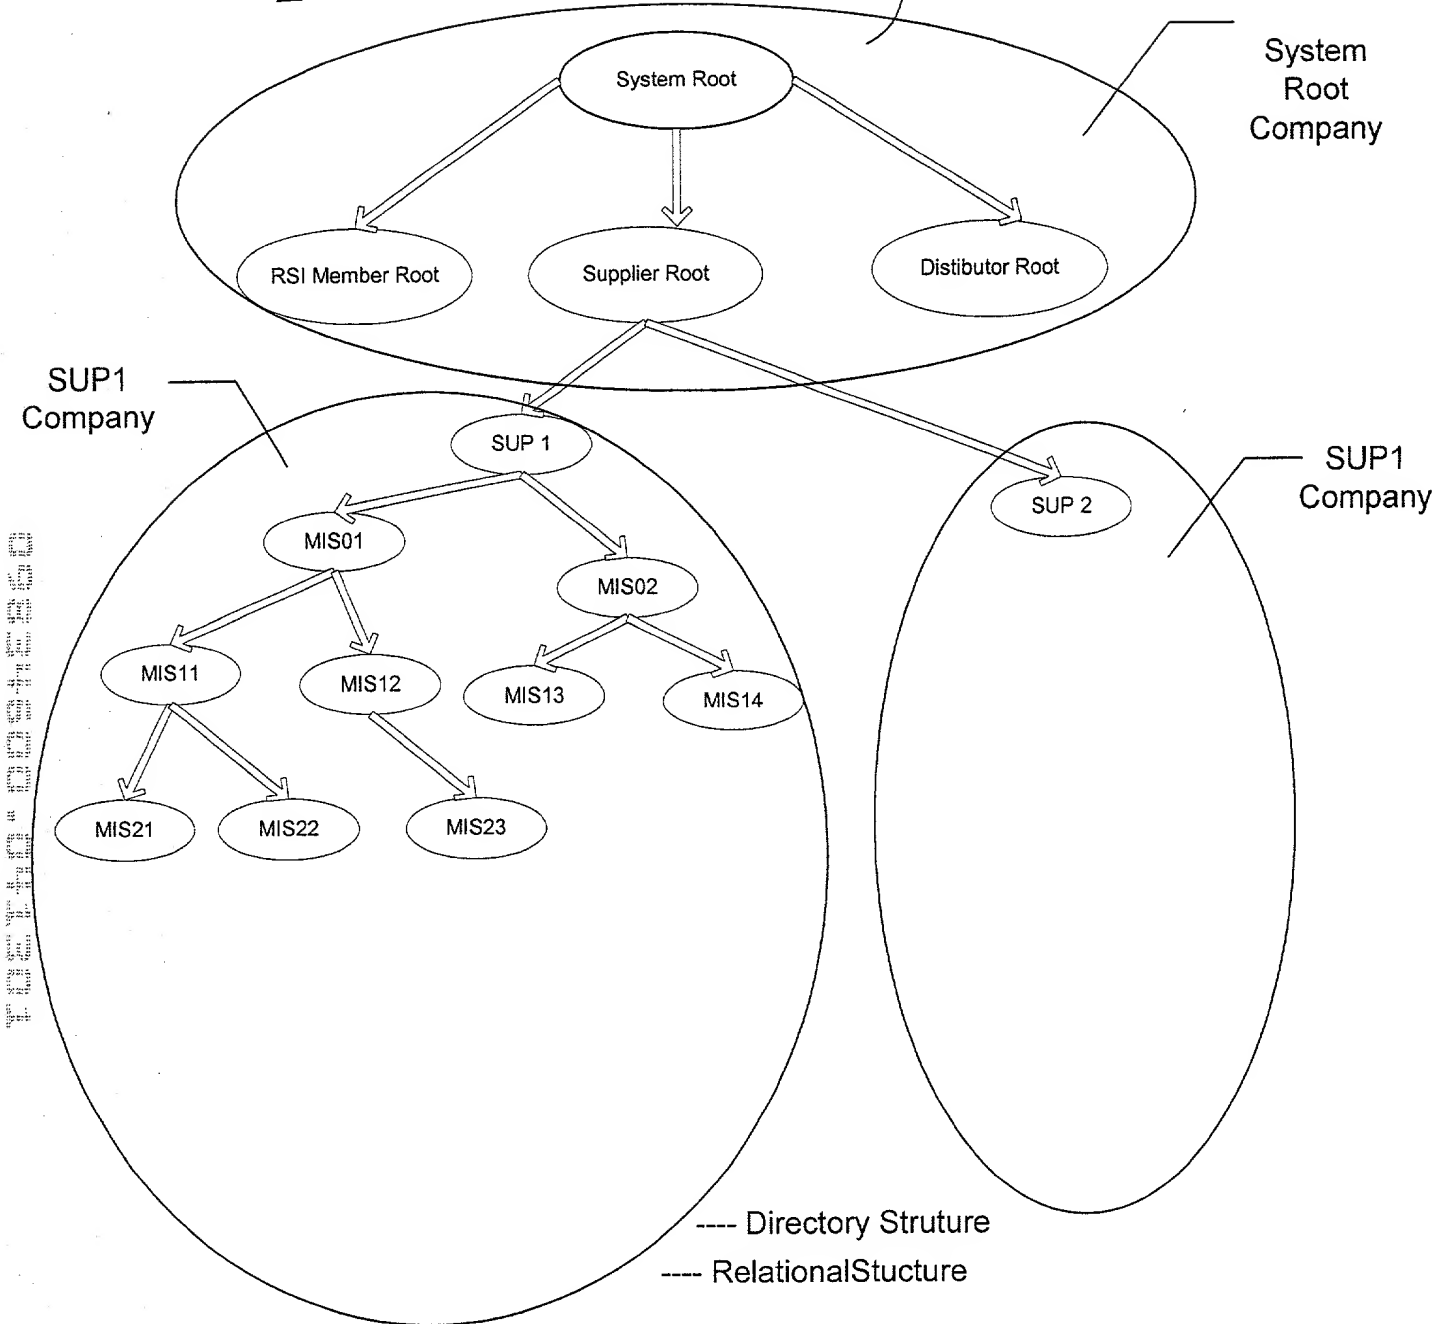 System
Root
Company
System Root
RSI Member Root
Supplier Root
Distibutor Root
SUP1
Company
SUP 1
SUP 2
SUP1
Company
MIS01
MIS02
MIS11
MIS12
MIS13
MIS14
MIS21
MIS22
MIS23
---- Directory Struture
---- RelationalStucture